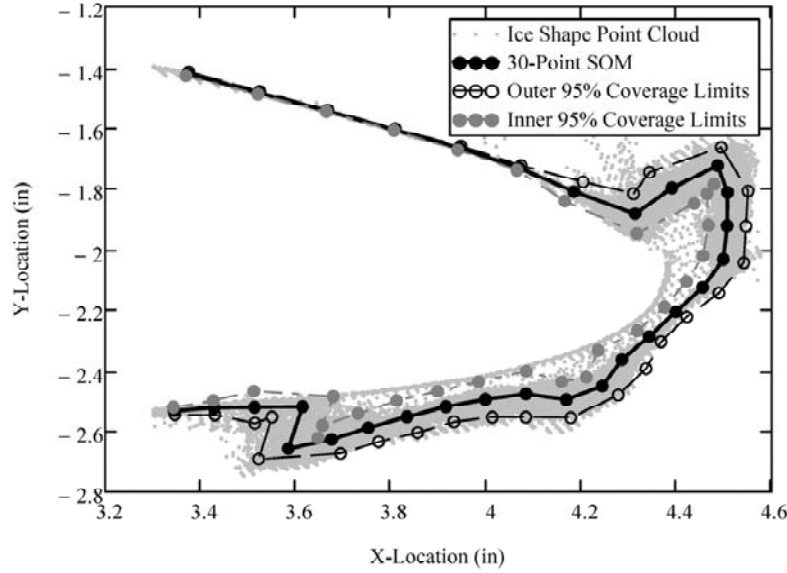 − 1.2
− 1.4
− 1.6
− 1.8
− 2
− 2.2
− 2.4
− 2.6
− 2.8
Y-Location (in)
Ice Shape Point Cloud
30-Point SOM
Outer 95% Coverage Limits
Inner 95% Coverage Limits
3.2 3.4 3.6 3.8 4 4.2 4.4 4.6
X-Location (in)